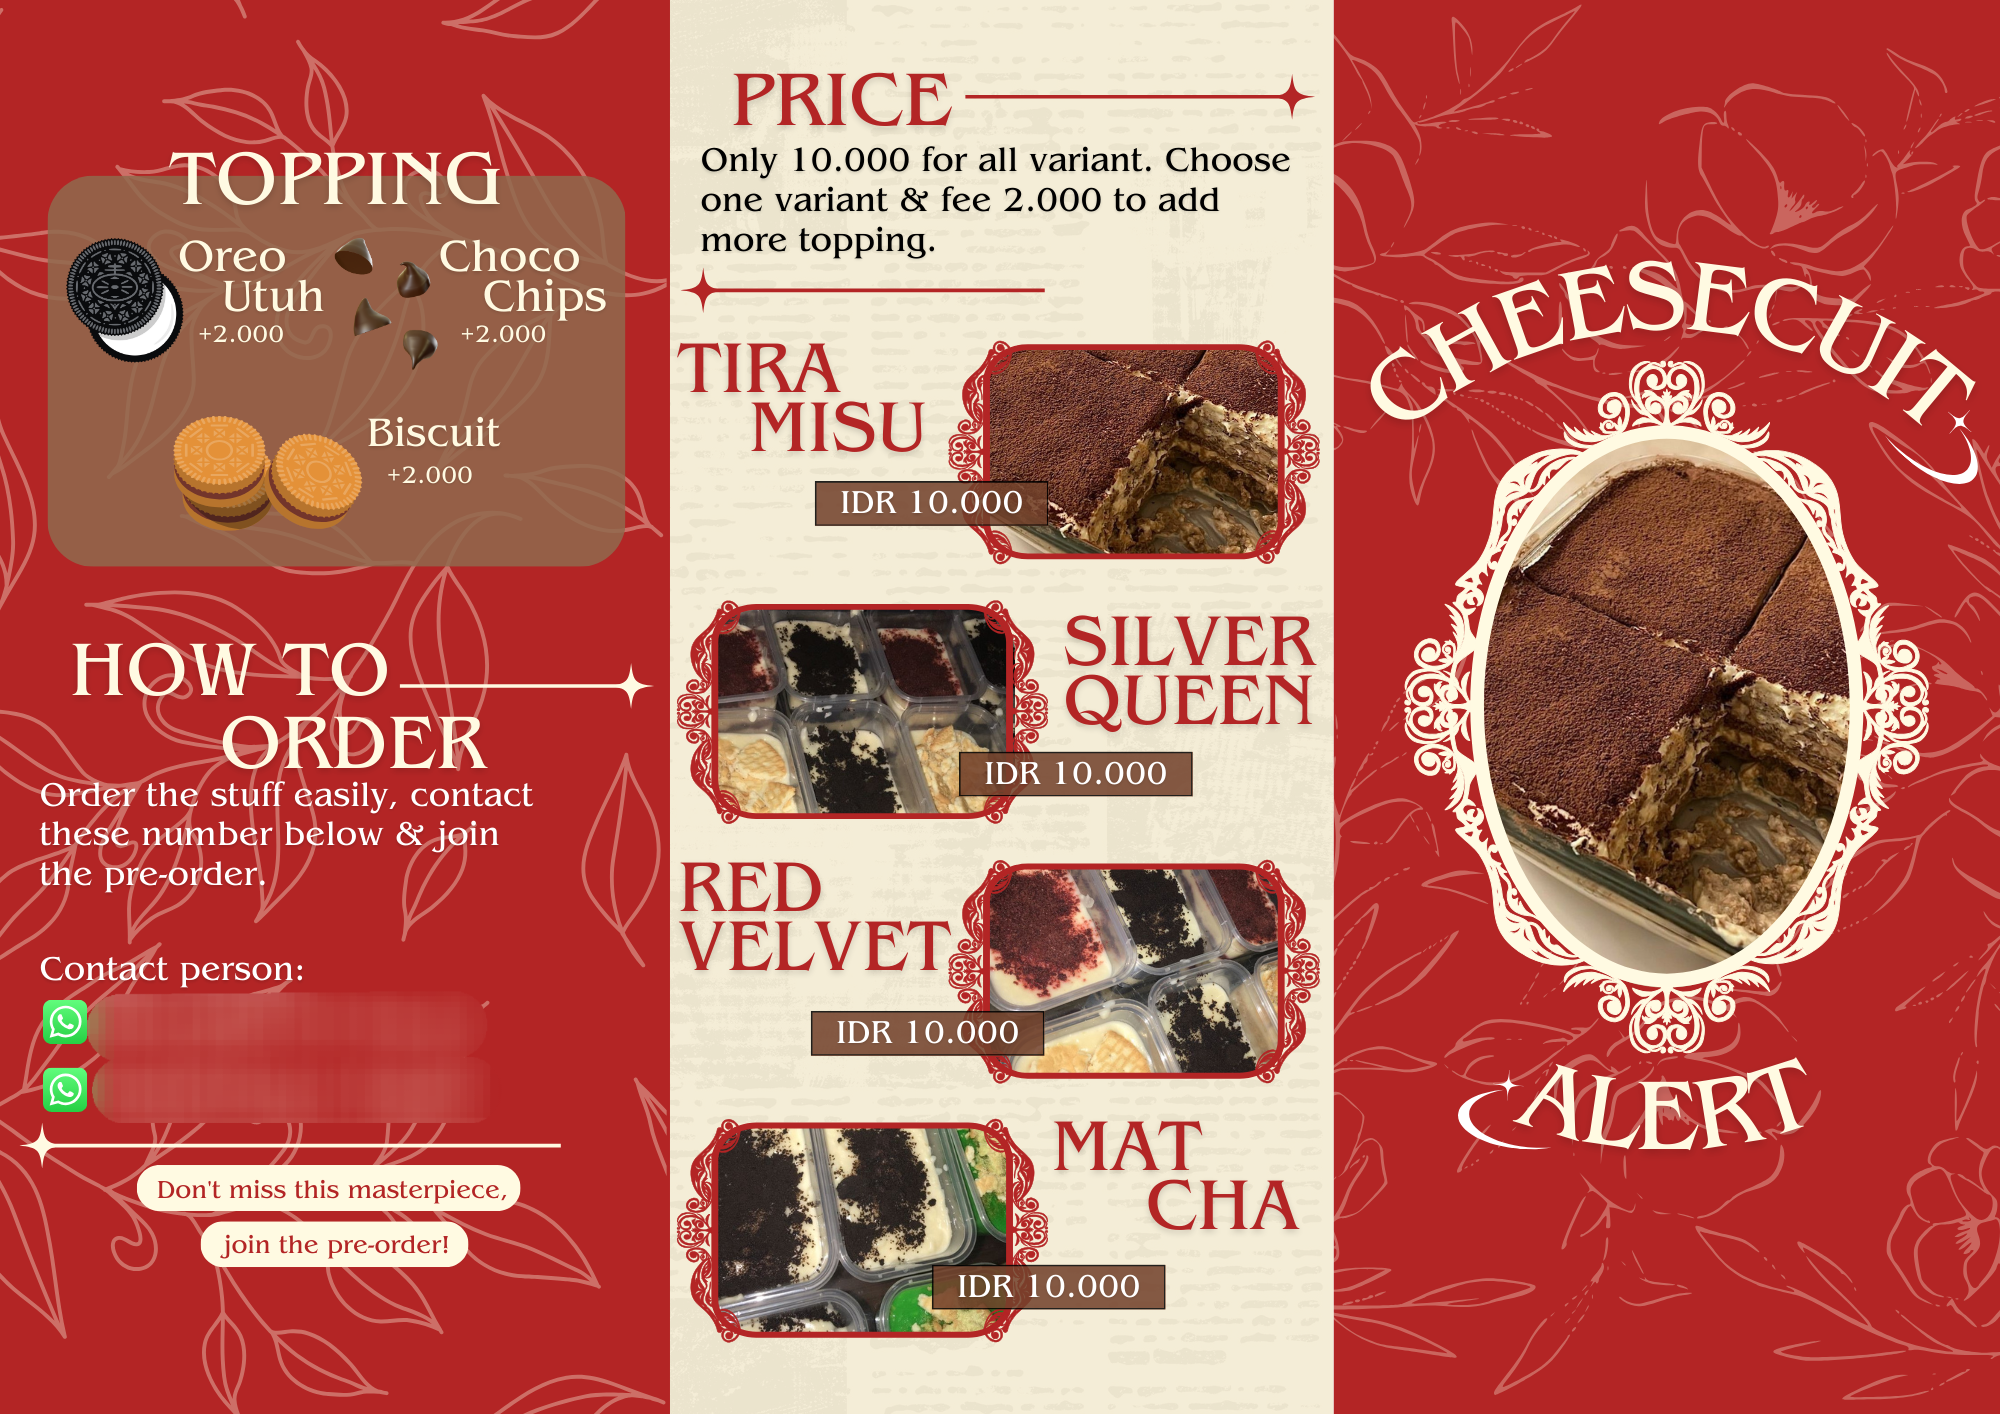 TOPPING
Oreo
Utuh
+2.000
Choco
Chips
+2.000
Biscuit
+2.000
HOW TO
ORDER
Order the stuff easily, contact
these number below & join
the pre-order.
Contact person:
Don't miss this masterpiece,
join the pre-order!
PRICE
Only 10.000 for all variant. Choose
one variant & fee 2.000 to add
more topping.
TIRA
MISU
IDR 10.000
SILVER
QUEEN
IDR 10.000
RED
VELVET
IDR 10.000
MAT
CHA
IDR 10.000
CHEESECUIT
ALERT